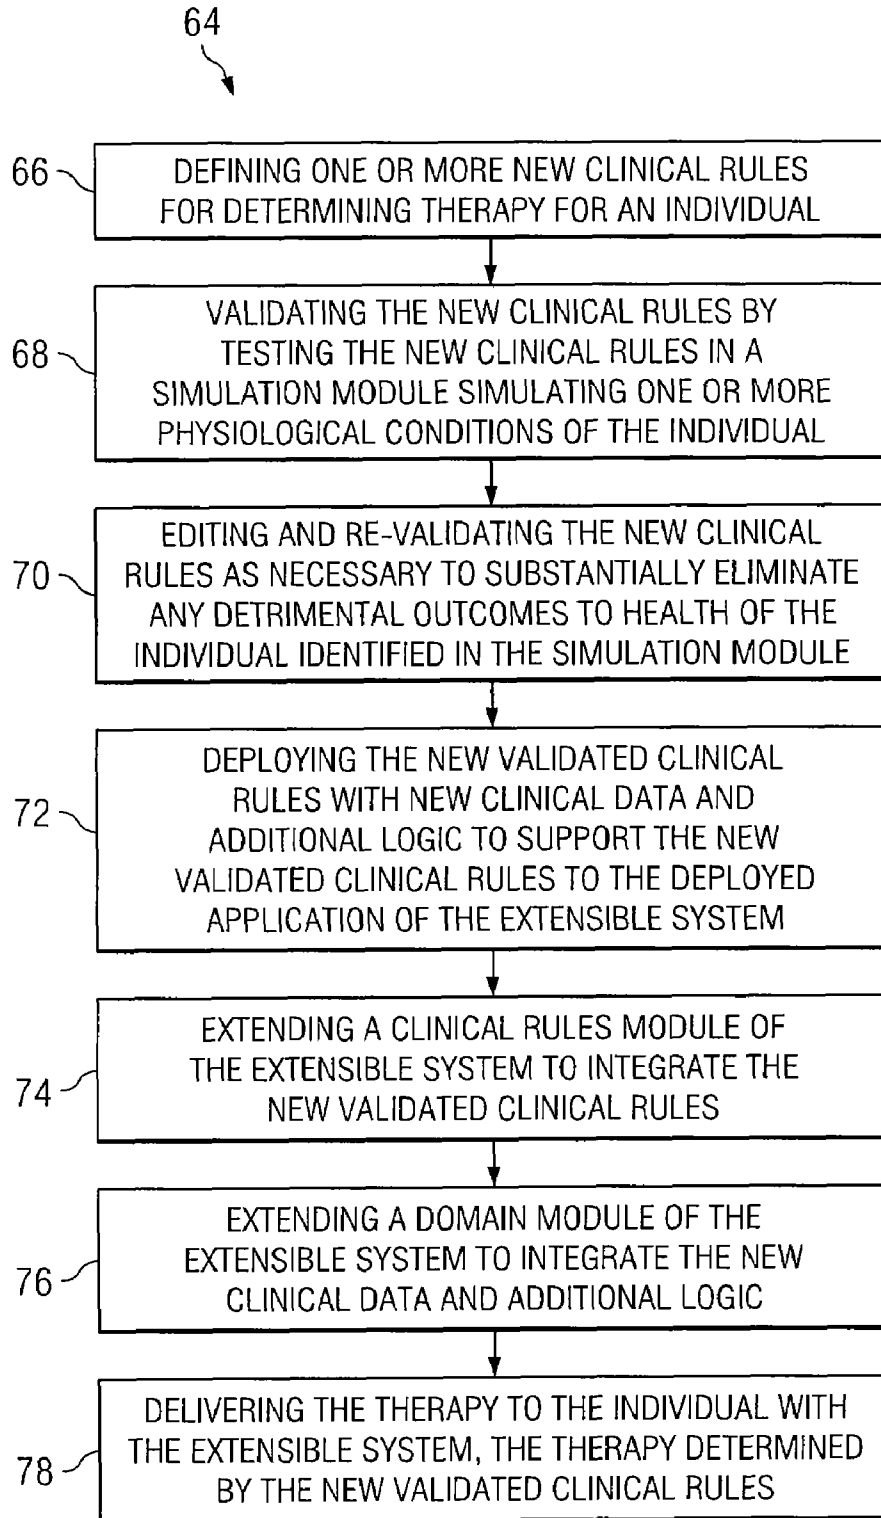 64
66
DEFINING ONE OR MORE NEW CLINICAL RULES
FOR DETERMINING THERAPY FOR AN INDIVIDUAL
68
VALIDATING THE NEW CLINICAL RULES BY
TESTING THE NEW CLINICAL RULES IN A
SIMULATION MODULE SIMULATING ONE OR MORE
PHYSIOLOGICAL CONDITIONS OF THE INDIVIDUAL
70
EDITING AND RE-VALIDATING THE NEW CLINICAL
RULES AS NECESSARY TO SUBSTANTIALLY ELIMINATE
ANY DETRIMENTAL OUTCOMES TO HEALTH OF THE
INDIVIDUAL IDENTIFIED IN THE SIMULATION MODULE
72
DEPLOYING THE NEW VALIDATED CLINICAL
RULES WITH NEW CLINICAL DATA AND
ADDITIONAL LOGIC TO SUPPORT THE NEW
VALIDATED CLINICAL RULES TO THE DEPLOYED
APPLICATION OF THE EXTENSIBLE SYSTEM
74
EXTENDING A CLINICAL RULES MODULE OF
THE EXTENSIBLE SYSTEM TO INTEGRATE THE
NEW VALIDATED CLINICAL RULES
76
EXTENDING A DOMAIN MODULE OF THE
EXTENSIBLE SYSTEM TO INTEGRATE THE NEW
CLINICAL DATA AND ADDITIONAL LOGIC
78
DELIVERING THE THERAPY TO THE INDIVIDUAL WITH
THE EXTENSIBLE SYSTEM, THE THERAPY DETERMINED
BY THE NEW VALIDATED CLINICAL RULES